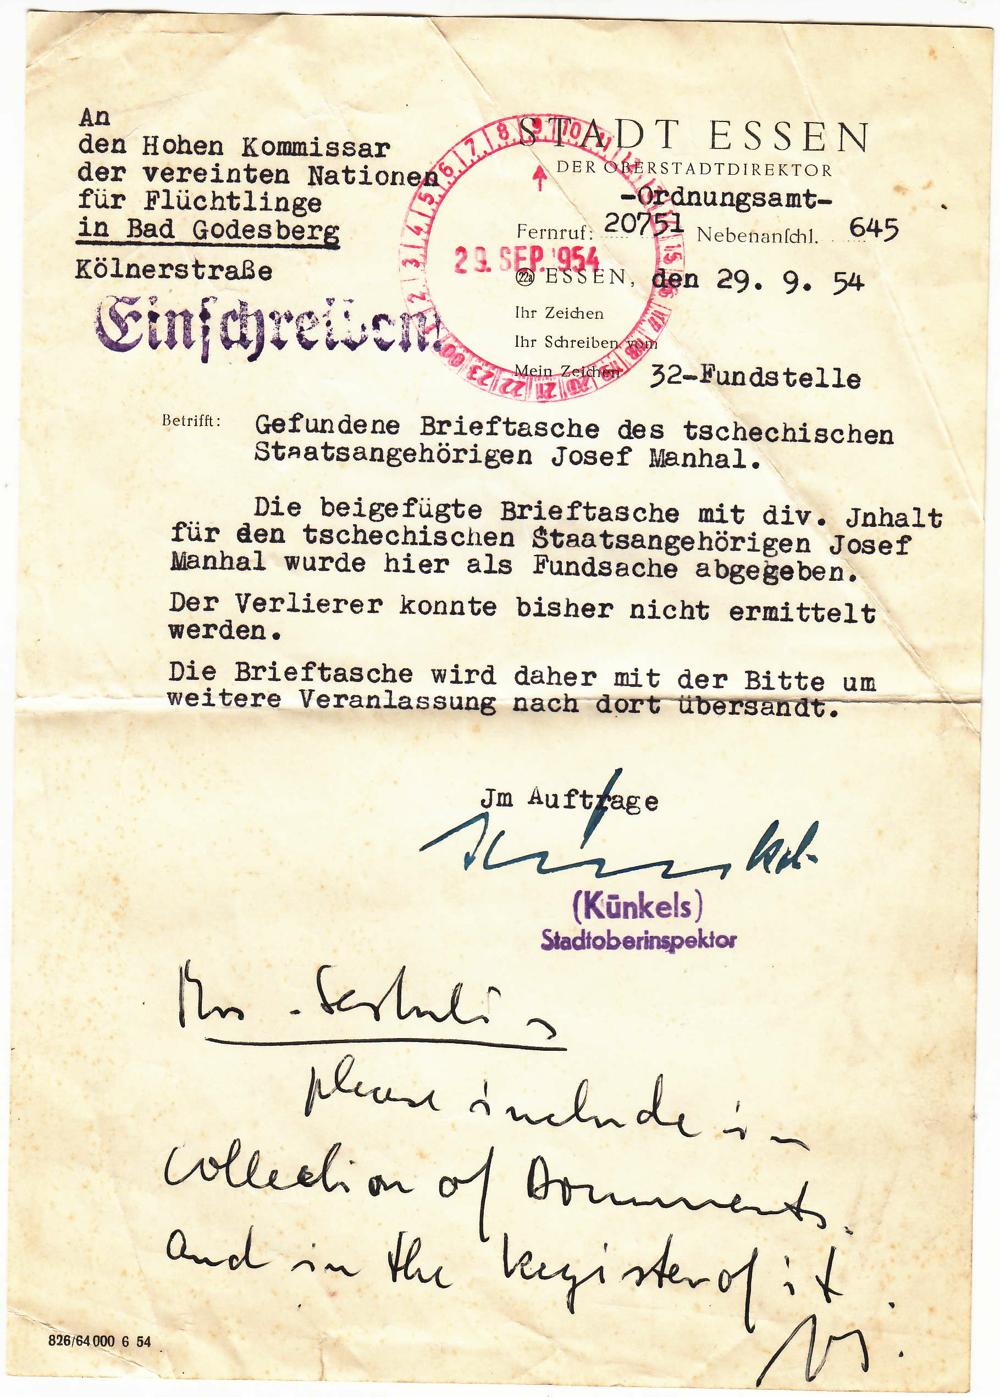 An
den Hohen Kommissar
der vereinten Nationen
für Flüchtlinge
in Bad Godesberg
Kölnerstraße
Einschreiben
STADT ESSEN
DER OBERSTADTDIREKTOR
-Ordnungsamt-
Fernruf: 20751 Nebenanschl. 645
29. SEP. 1954
22a ESSEN, den 29. 9. 54
Ihr Zeichen
Ihr Schreiben vom
Mein Zeichen 32-Fundstelle
Betrifft: Gefundene Brieftasche des tschechischen
Staatsangehörigen Josef Manhal.
Die beigefügte Brieftasche mit div. Jnhalt
für den tschechischen Staatsangehörigen Josef
Manhal wurde hier als Fundsache abgegeben.
Der Verlierer konnte bisher nicht ermittelt
werden.
Die Brieftasche wird daher mit der Bitte um
weitere Veranlassung nach dort übersandt.
Jm Auftrage
(Künkels)
Stadtoberinspektor
please include in
collection of Documents.
and in the Register of it.
826/64000 6 54